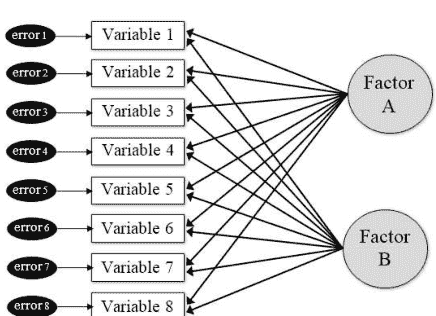 error1
Variable 1
error2
Variable 2
error3
Variable 3
error4
Variable 4
error5
Variable 5
error6
Variable 6
error7
Variable 7
error8
Variable 8
Factor
A
Factor
B